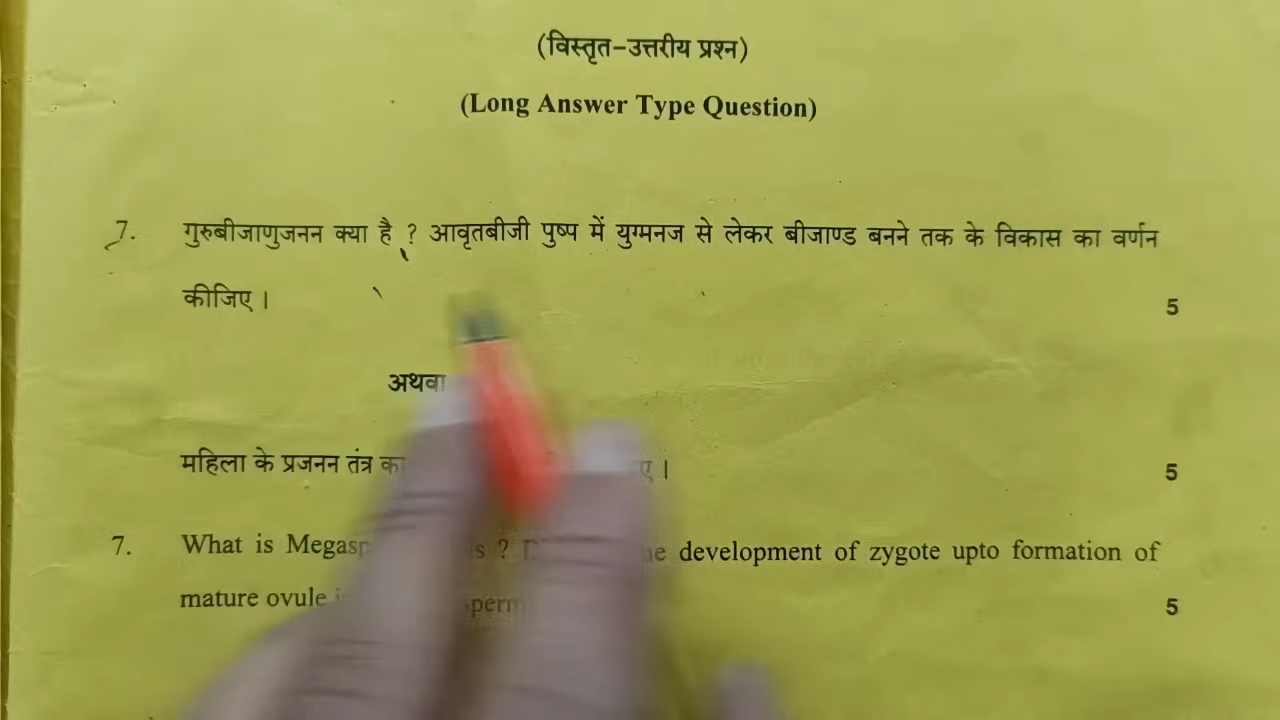 (विस्तृत-उत्तरीय प्रश्न)
(Long Answer Type Question)
7. गुरुबीजाणुजनन क्या है ? आवृतबीजी पुष्प में युग्मनज से लेकर बीजाण्ड बनने तक के विकास का वर्णन
कीजिए । 5
अथवा
महिला के प्रजनन तंत्र का 5
7. What is ? development of zygote upto formation of
mature ovule 5